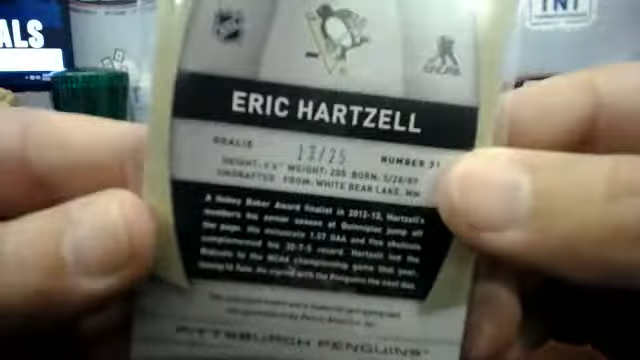 ALS
TNT
ERIC HARTZELL
GOALIE 13/25 NUMBER 31
HEIGHT: 6'4" WEIGHT: 205 BORN: 5/28/89
UNDRAFTED FROM: WHITE BEAR LAKE, MN
A Hobey Baker Award finalist in 2012-13, Hartzell's
numbers his senior season at Quinnipiac jump off
the page. His minuscule 1.57 GAA and five shutouts
complemented his 30-7-5 record. Hartzell led the
Bobcats to the NCAA championship game that year,
losing to Yale. He signed with the Penguins the next day.
PITTSBURGH PENGUINS